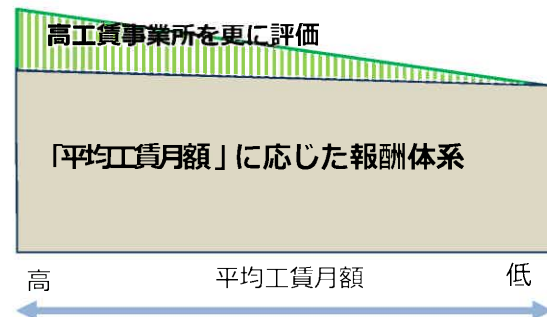 高工賃事業所を更に評価
「平均工賃月額」に応じた報酬体系
高 平均工賃月額 低